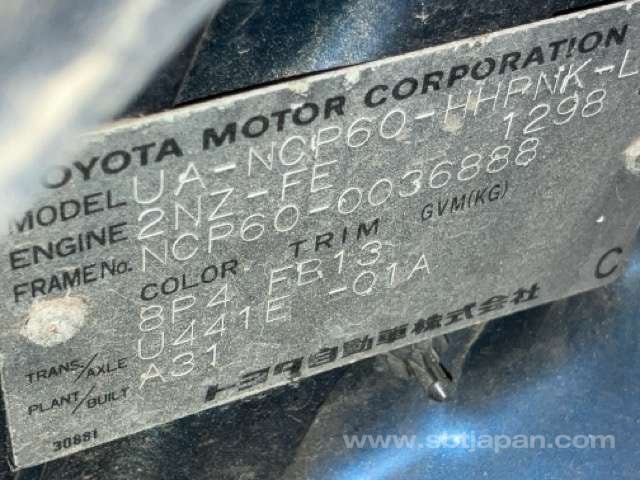 TOYOTA MOTOR CORPORATION
MODEL UA-NCP60-HHPNK-L
ENGINE 2NZ-FE 1298
FRAME No. NCP60-0036888
COLOR TRIM GVM(KG)
8P4 FB13
TRANS/AXLE U441E -01A
PLANT/BUILT A31
C
トヨタ自動車株式会社
30881
www.sbtjapan.com